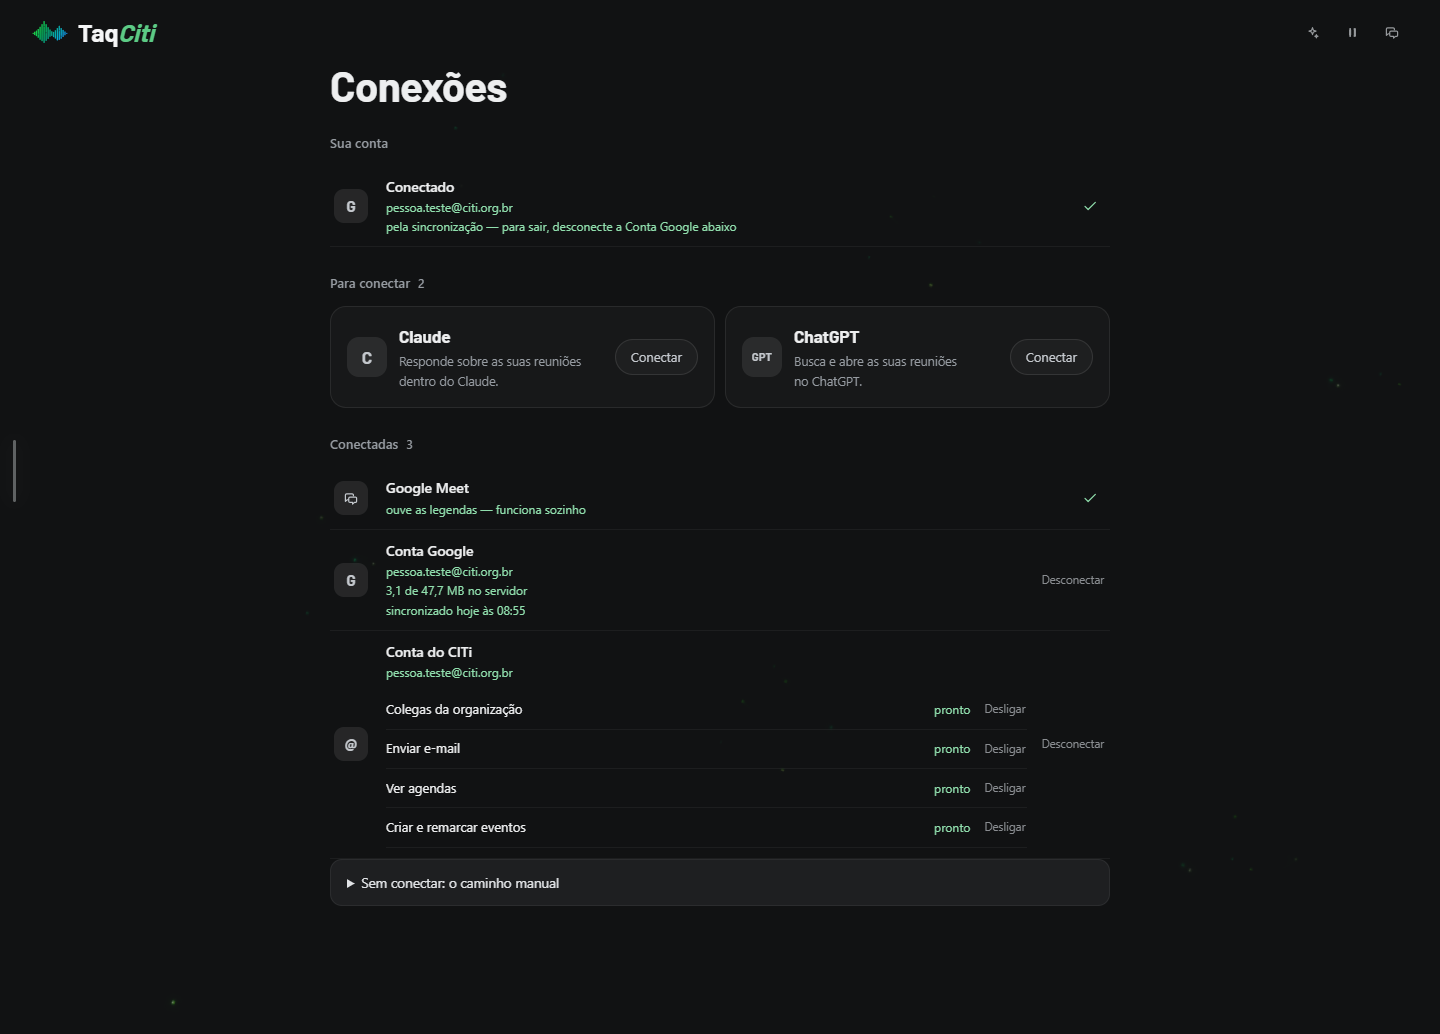 TaqCiti
Conexões
Sua conta
G
Conectado
pessoa.teste@citi.org.br
pela sincronização — para sair, desconecte a Conta Google abaixo
Para conectar 2
C
Claude
Responde sobre as suas reuniões
dentro do Claude.
Conectar
GPT
ChatGPT
Busca e abre as suas reuniões
no ChatGPT.
Conectar
Conectadas 3
Google Meet
ouve as legendas — funciona sozinho
G
Conta Google
pessoa.teste@citi.org.br
3,1 de 47,7 MB no servidor
sincronizado hoje às 08:55
Desconectar
@
Conta do CITi
pessoa.teste@citi.org.br
Colegas da organização pronto Desligar
Enviar e-mail pronto Desligar
Desconectar
Ver agendas pronto Desligar
Criar e remarcar eventos pronto Desligar
Sem conectar: o caminho manual